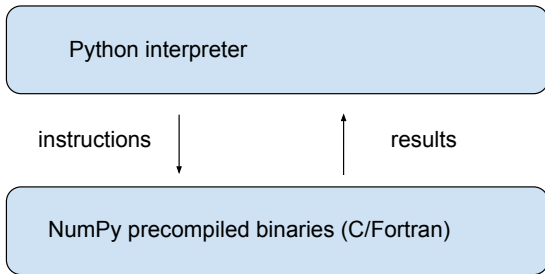 Python interpreter
instructions
results
NumPy precompiled binaries (C/Fortran)